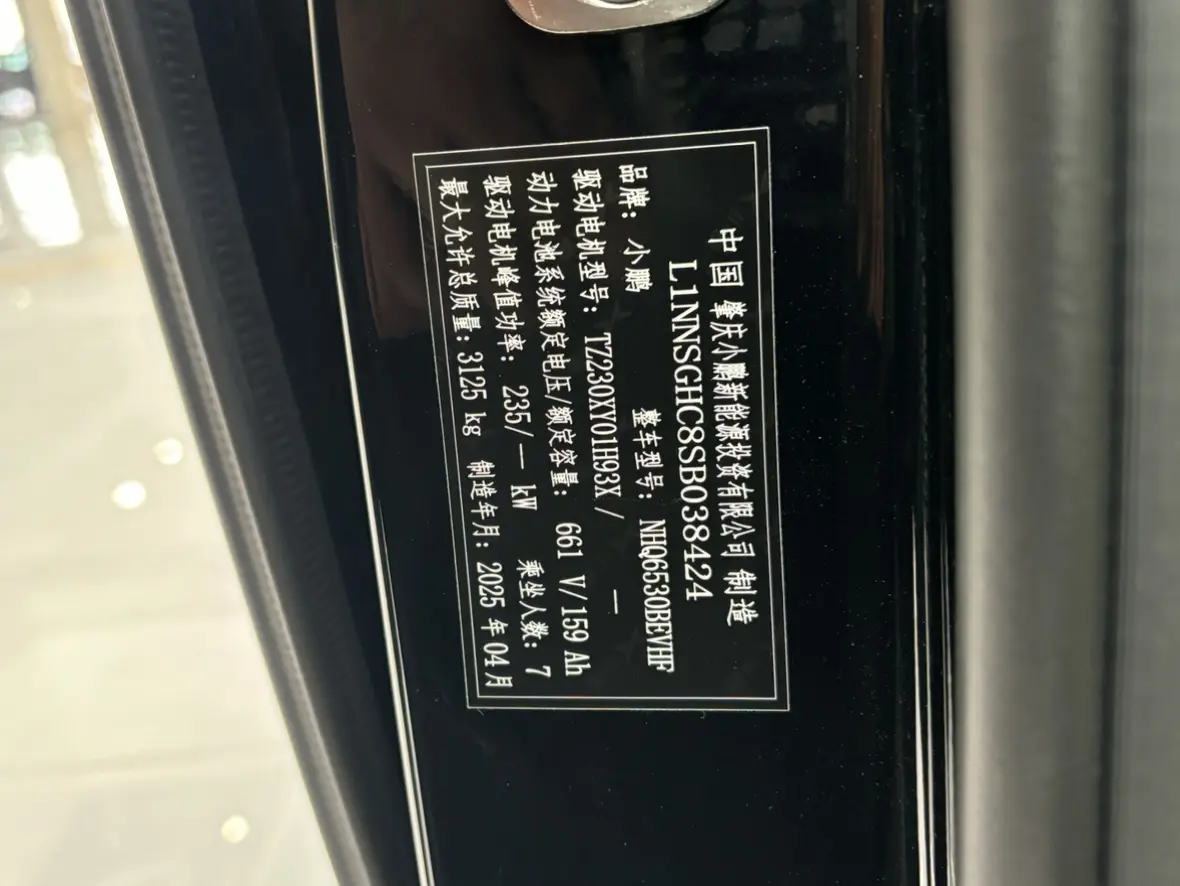 中国 肇庆小鹏新能源投资有限公司 制造
L1NNSGHC8SB038424
品牌: 小鹏 整车型号: NHQ6530BEVHF
驱动电机型号: TZ230XY01H93X / —
动力电池系统额定电压/额定容量: 661 V/159 Ah
驱动电机峰值功率: 235/— kW 乘坐人数: 7
最大允许总质量: 3125 kg 制造年月: 2025 年 04 月